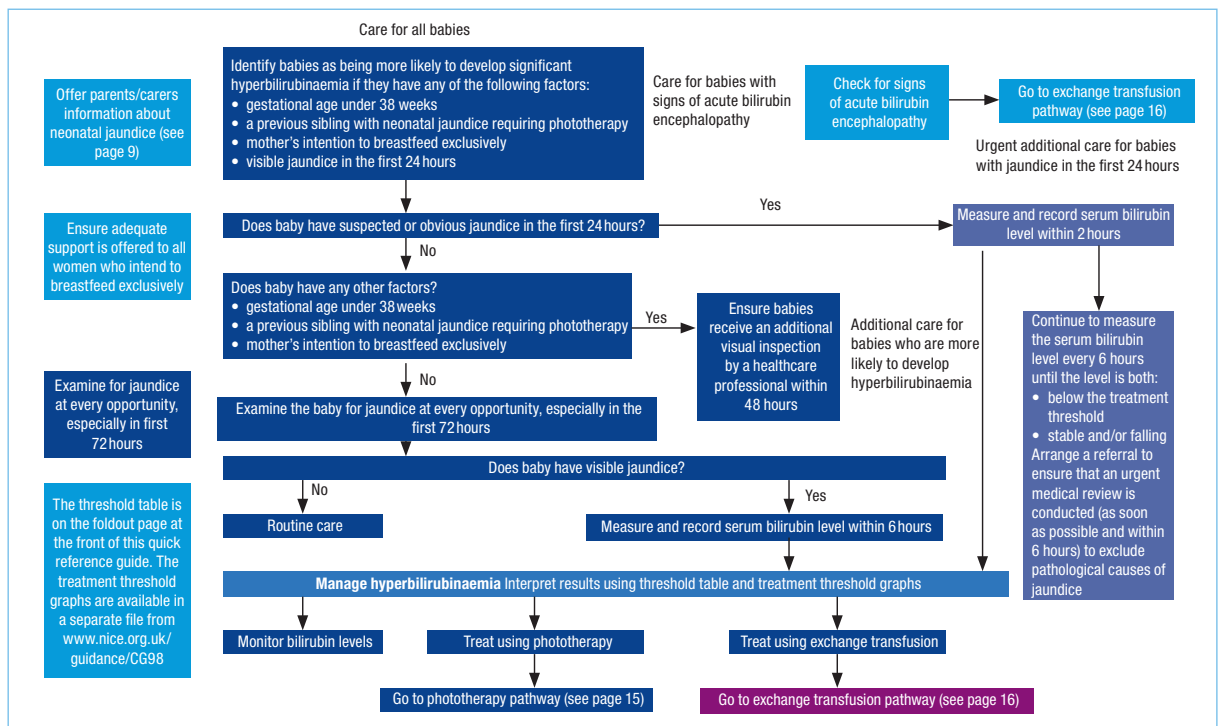 Care for all babies
Identify babies as being more likely to develop significant
hyperbilirubinaemia if they have any of the following factors:
• gestational age under 38 weeks
• a previous sibling with neonatal jaundice requiring phototherapy
• mother's intention to breastfeed exclusively
• visible jaundice in the first 24 hours
Offer parents/carers
information about
neonatal jaundice (see
page 9)
Care for babies with
signs of acute bilirubin
encephalopathy
Check for signs
of acute bilirubin
encephalopathy
Go to exchange transfusion
pathway (see page 16)
Urgent additional care for babies
with jaundice in the first 24 hours
Ensure adequate
support is offered to all
women who intend to
breastfeed exclusively
Does baby have suspected or obvious jaundice in the first 24 hours?
Yes
Measure and record serum bilirubin
level within 2 hours
No
Does baby have any other factors?
• gestational age under 38 weeks
• a previous sibling with neonatal jaundice requiring phototherapy
• mother's intention to breastfeed exclusively
Yes
Ensure babies
receive an additional
visual inspection
by a healthcare
professional within
48 hours
Additional care for
babies who are more
likely to develop
hyperbilirubinaemia
Continue to measure
the serum bilirubin
level every 6 hours
until the level is both:
• below the treatment
threshold
• stable and/or falling
Arrange a referral to
ensure that an urgent
medical review is
conducted (as soon
as possible and within
6 hours) to exclude
pathological causes of
jaundice
Examine for jaundice
at every opportunity,
especially in first
72 hours
No
Examine the baby for jaundice at every opportunity, especially in the
first 72 hours
Does baby have visible jaundice?
No
Yes
Routine care
Measure and record serum bilirubin level within 6 hours
The threshold table is
on the foldout page at
the front of this quick
reference guide. The
treatment threshold
graphs are available in
a separate file from
www.nice.org.uk/
guidance/CG98
Manage hyperbilirubinaemia Interpret results using threshold table and treatment threshold graphs
Monitor bilirubin levels
Treat using phototherapy
Treat using exchange transfusion
Go to phototherapy pathway (see page 15)
Go to exchange transfusion pathway (see page 16)